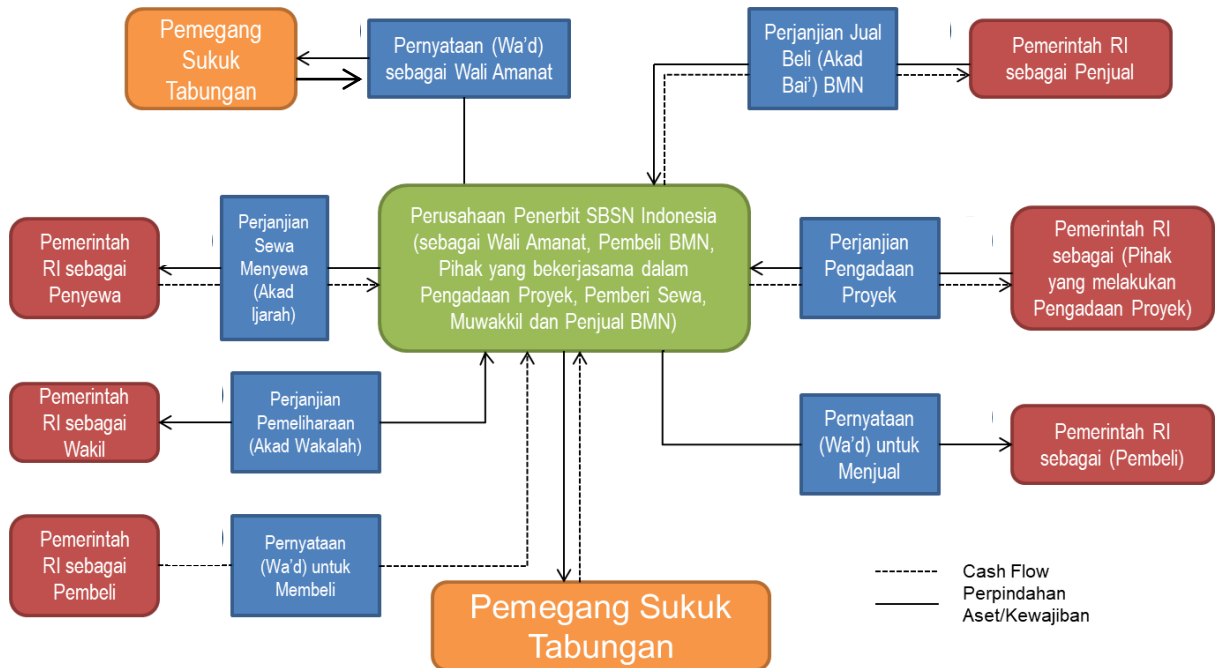 Pemegang
Sukuk
Tabungan
Pernyataan (Wa'd)
sebagai Wali Amanat
Perjanjian Jual
Beli (Akad
Bai') BMN
Pemerintah RI
sebagai Penjual
Pemerintah
RI sebagai
Penyewa
Perjanjian
Sewa
Menyewa
(Akad
Ijarah)
Perusahaan Penerbit SBSN Indonesia
(sebagai Wali Amanat, Pembeli BMN,
Pihak yang bekerjasama dalam
Pengadaan Proyek, Pemberi Sewa,
Muwakkil dan Penjual BMN)
Perjanjian
Pengadaan
Proyek
Pemerintah RI
sebagai (Pihak
yang melakukan
Pengadaan Proyek)
Pemerintah
RI sebagai
Wakil
Perjanjian
Pemeliharaan
(Akad Wakalah)
Pernyataan
(Wa'd) untuk
Menjual
Pemerintah RI
sebagai (Pembeli)
Pemerintah
RI sebagai
Pembeli
Pernyataan
(Wa'd) untuk
Membeli
Pemegang Sukuk
Tabungan
Cash Flow
Perpindahan
Aset/Kewajiban